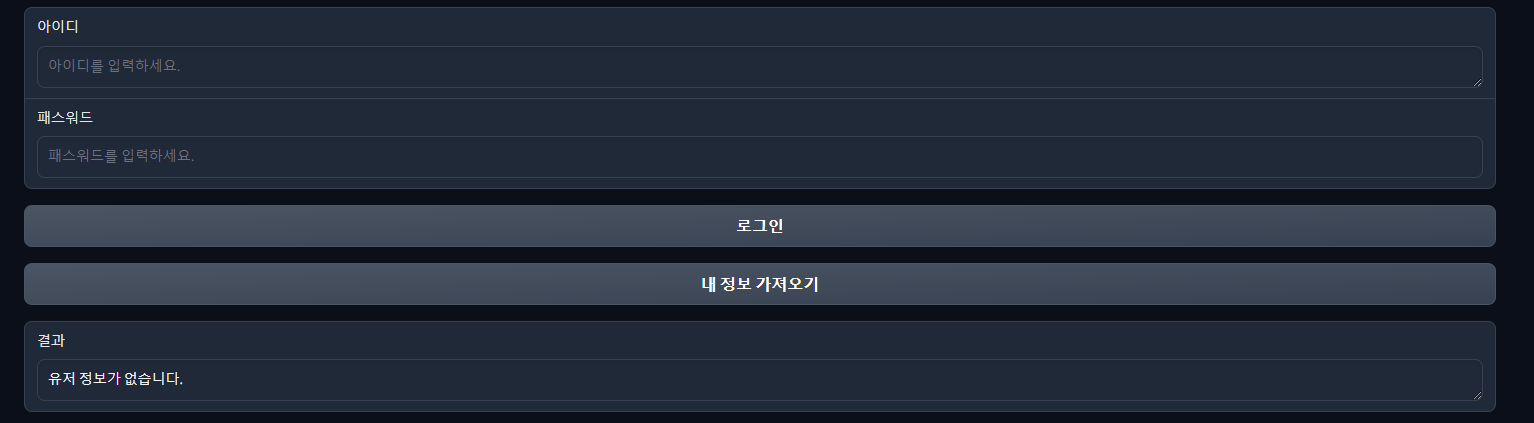 아이디
아이디를 입력하세요.
패스워드
패스워드를 입력하세요.
로그인
내 정보 가져오기
결과
유저 정보가 없습니다.